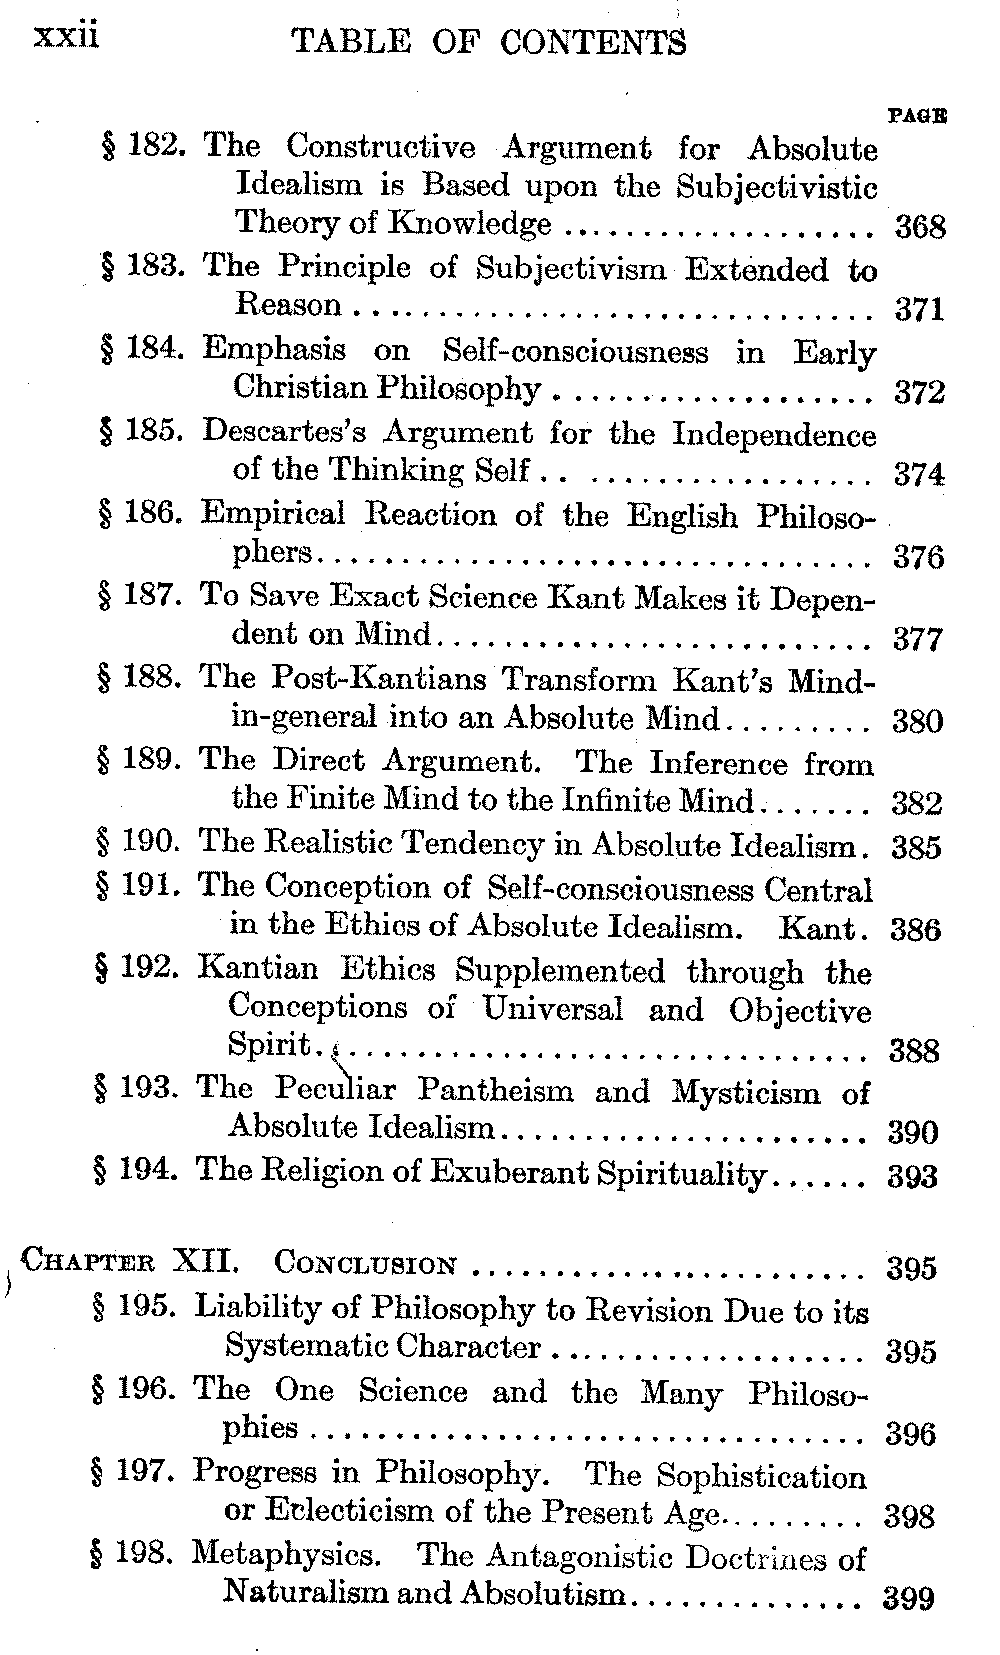 xxii TABLE OF CONTENTS
PAGE
§ 182. The Constructive Argument for Absolute
Idealism is Based upon the Subjectivistic
Theory of Knowledge .................. 368
§ 183. The Principle of Subjectivism Extended to
Reason .............................. 371
§ 184. Emphasis on Self-consciousness in Early
Christian Philosophy .................. 372
§ 185. Descartes's Argument for the Independence
of the Thinking Self .................. 374
§ 186. Empirical Reaction of the English Philoso-
phers................................ 376
§ 187. To Save Exact Science Kant Makes it Depen-
dent on Mind......................... 377
§ 188. The Post-Kantians Transform Kant's Mind-
in-general into an Absolute Mind......... 380
§ 189. The Direct Argument. The Inference from
the Finite Mind to the Infinite Mind....... 382
§ 190. The Realistic Tendency in Absolute Idealism. 385
§ 191. The Conception of Self-consciousness Central
in the Ethics of Absolute Idealism. Kant. 386
§ 192. Kantian Ethics Supplemented through the
Conceptions of Universal and Objective
Spirit................................ 388
§ 193. The Peculiar Pantheism and Mysticism of
Absolute Idealism...................... 390
§ 194. The Religion of Exuberant Spirituality...... 393
CHAPTER XII. CONCLUSION ........................ 395
§ 195. Liability of Philosophy to Revision Due to its
Systematic Character ................... 395
§ 196. The One Science and the Many Philoso-
phies ................................ 396
§ 197. Progress in Philosophy. The Sophistication
or Eclecticism of the Present Age......... 398
§ 198. Metaphysics. The Antagonistic Doctrines of
Naturalism and Absolutism.............. 399